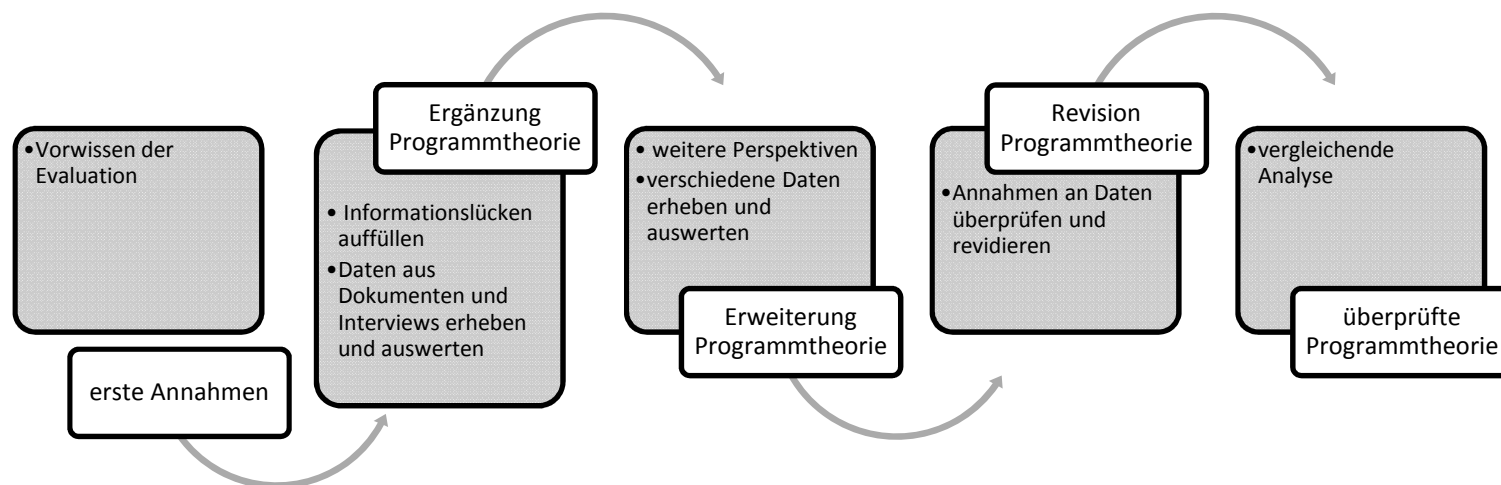 •Vorwissen der
Evaluation
erste Annahmen
Ergänzung
Programmtheorie
• Informationslücken
auffüllen
•Daten aus
Dokumenten und
Interviews erheben
und auswerten
• weitere Perspektiven
•verschiedene Daten
erheben und
auswerten
Erweiterung
Programmtheorie
Revision
Programmtheorie
•Annahmen an Daten
überprüfen und
revidieren
•vergleichende
Analyse
überprüfte
Programmtheorie